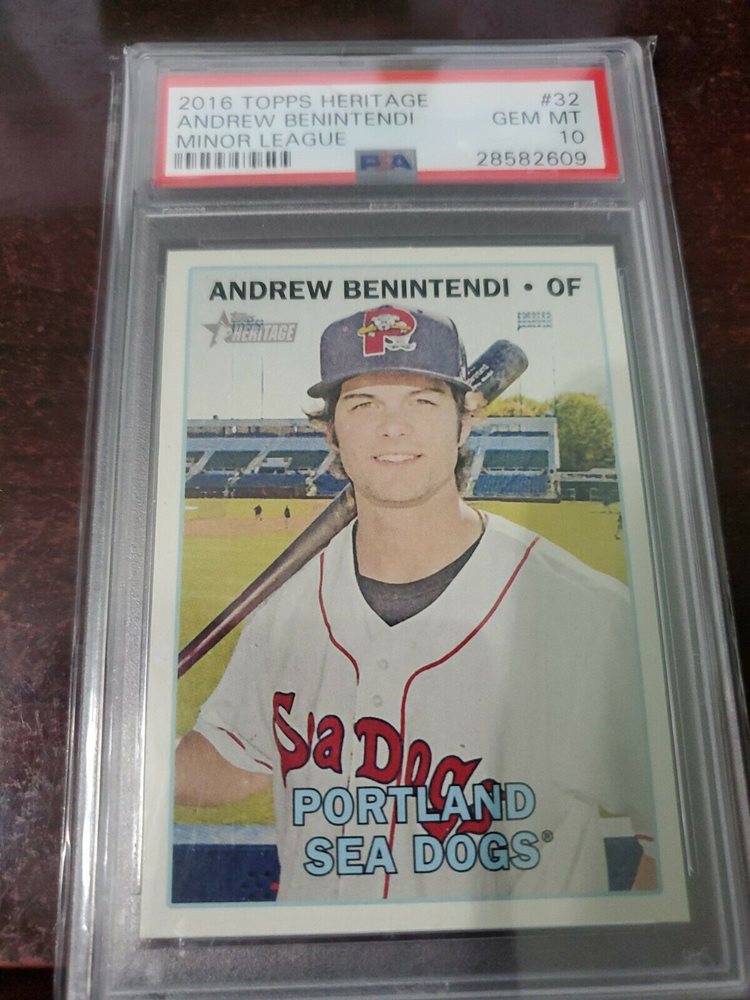 2016 TOPPS HERITAGE #32
ANDREW BENINTENDI GEM MT
MINOR LEAGUE 10
PSA 28582609
ANDREW BENINTENDI • OF
TOPPS
HERITAGE
P
Sea Dogs
PORTLAND
SEA DOGS®